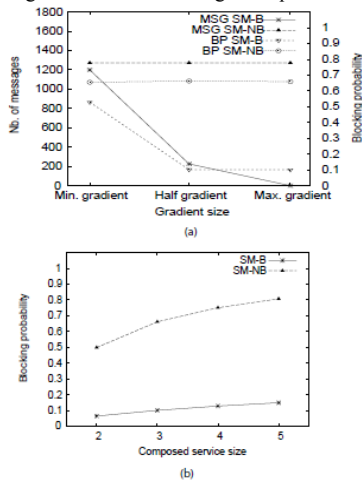 MSG SM-B
MSG SM-NB
BP SM-B
BP SM-NB
Nb. of messages
1800
1600
1400
1200
1000
800
600
400
200
0
1
0.9
0.8
0.7
0.6
0.5
0.4
0.3
0.2
0.1
0
Blocking probability
Min. gradient Half gradient Max. gradient
Gradient size
(a)
SM-B
SM-NB
Blocking probability
1
0.9
0.8
0.7
0.6
0.5
0.4
0.3
0.2
0.1
0
2 3 4 5
Composed service size
(b)